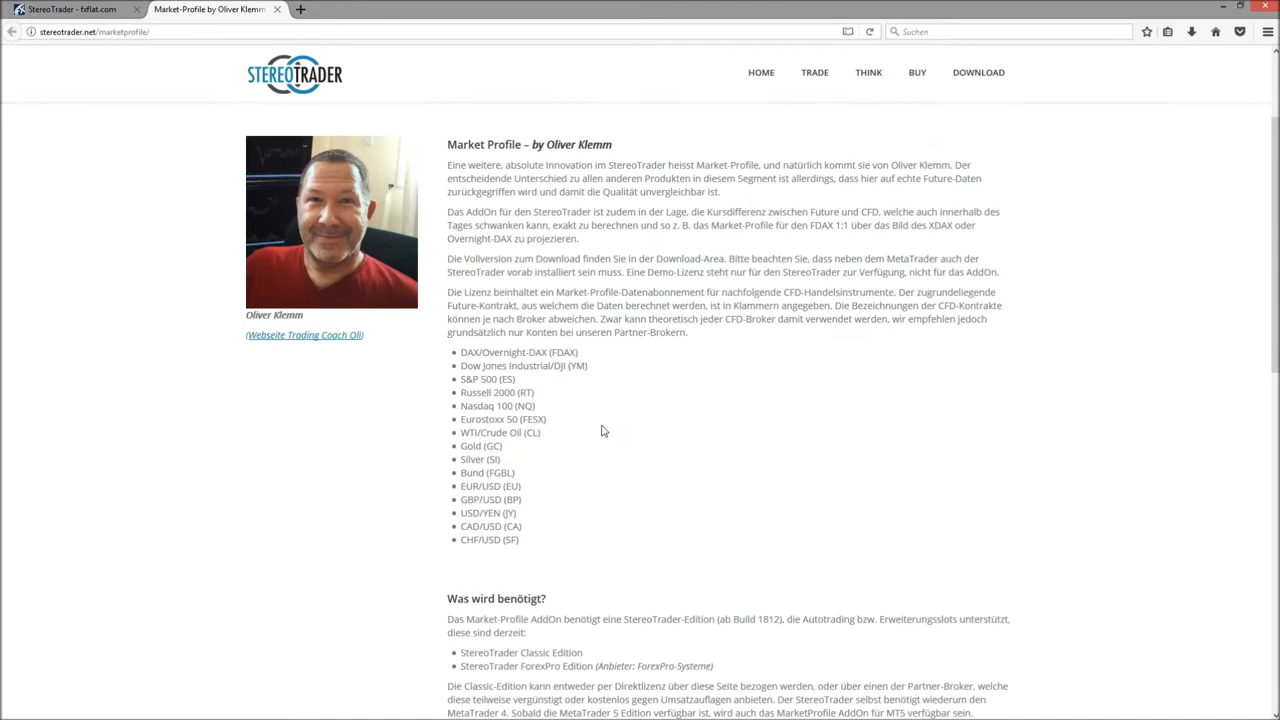 StereoTrader - fxflat.com
Market-Profile by Oliver Klemm
stereotrader.net/marketprofile/
Suchen
STEREOTRADER
HOME
TRADE
THINK
BUY
DOWNLOAD
Oliver Klemm
(Webseite Trading Coach Oli)
Market Profile – by Oliver Klemm
Eine weitere, absolute Innovation im StereoTrader heisst Market-Profile, und natürlich kommt sie von Oliver Klemm. Der
entscheidende Unterschied zu allen anderen Produkten in diesem Segment ist allerdings, dass hier auf echte Future-Daten
zurückgegriffen wird und damit die Qualität unvergleichbar ist.
Das AddOn für den StereoTrader ist zudem in der Lage, die Kursdifferenz zwischen Future und CFD, welche auch innerhalb des
Tages schwanken kann, exakt zu berechnen und so z. B. das Market-Profile für den FDAX 1:1 über das Bild des XDAX oder
Overnight-DAX zu projezieren.
Die Vollversion zum Download finden Sie in der Download-Area. Bitte beachten Sie, dass neben dem MetaTrader auch der
StereoTrader vorab installiert sein muss. Eine Demo-Lizenz steht nur für den StereoTrader zur Verfügung, nicht für das AddOn.
Die Lizenz beinhaltet ein Market-Profile-Datenabonnement für nachfolgende CFD-Handelsinstrumente. Der zugrundeliegende
Future-Kontrakt, aus welchem die Daten berechnet werden, ist in Klammern angegeben. Die Bezeichnungen der CFD-Kontrakte
können je nach Broker abweichen. Zwar kann theoretisch jeder CFD-Broker damit verwendet werden, wir empfehlen jedoch
grundsätzlich nur Konten bei unseren Partner-Brokern.
• DAX/Overnight-DAX (FDAX)
• Dow Jones Industrial/DJI (YM)
• S&P 500 (ES)
• Russell 2000 (RT)
• Nasdaq 100 (NQ)
• Eurostoxx 50 (FESX)
• WTI/Crude Oil (CL)
• Gold (GC)
• Silver (SI)
• Bund (FGBL)
• EUR/USD (EU)
• GBP/USD (BP)
• USD/YEN (JY)
• CAD/USD (CA)
• CHF/USD (SF)
Was wird benötigt?
Das Market-Profile AddOn benötigt eine StereoTrader-Edition (ab Build 1812), die Autotrading bzw. Erweiterungsslots unterstützt,
diese sind derzeit:
• StereoTrader Classic Edition
• StereoTrader ForexPro Edition (Anbieter: ForexPro-Systeme)
Die Classic-Edition kann entweder per Direktlizenz über diese Seite bezogen werden, oder über einen der Partner-Broker, welche
diese teilweise vergünstigt oder kostenlos gegen Umsatzauflagen anbieten. Der StereoTrader selbst benötigt wiederum den
MetaTrader 4. Sobald die MetaTrader 5 Edition verfügbar ist, wird auch das MarketProfile AddOn für MT5 verfügbar sein.